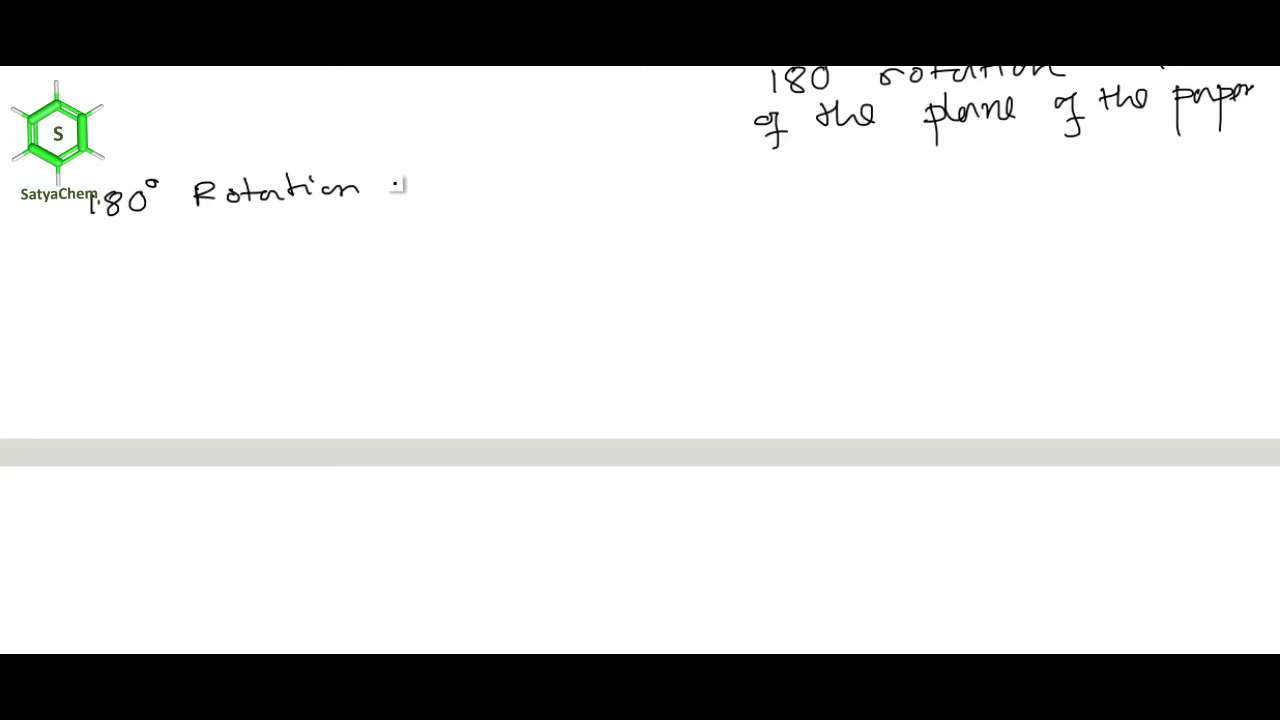 180 rotation
of the plane of the paper
S
SatyaChem
180° Rotation